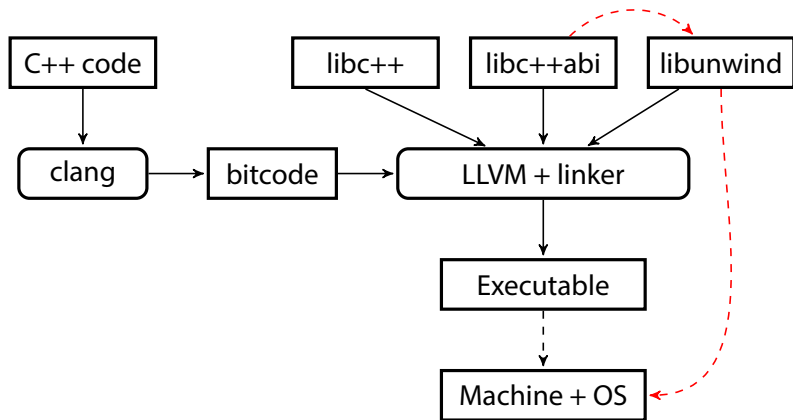 C++ code
libc++
libc++abi
libunwind
clang
bitcode
LLVM + linker
Executable
Machine + OS